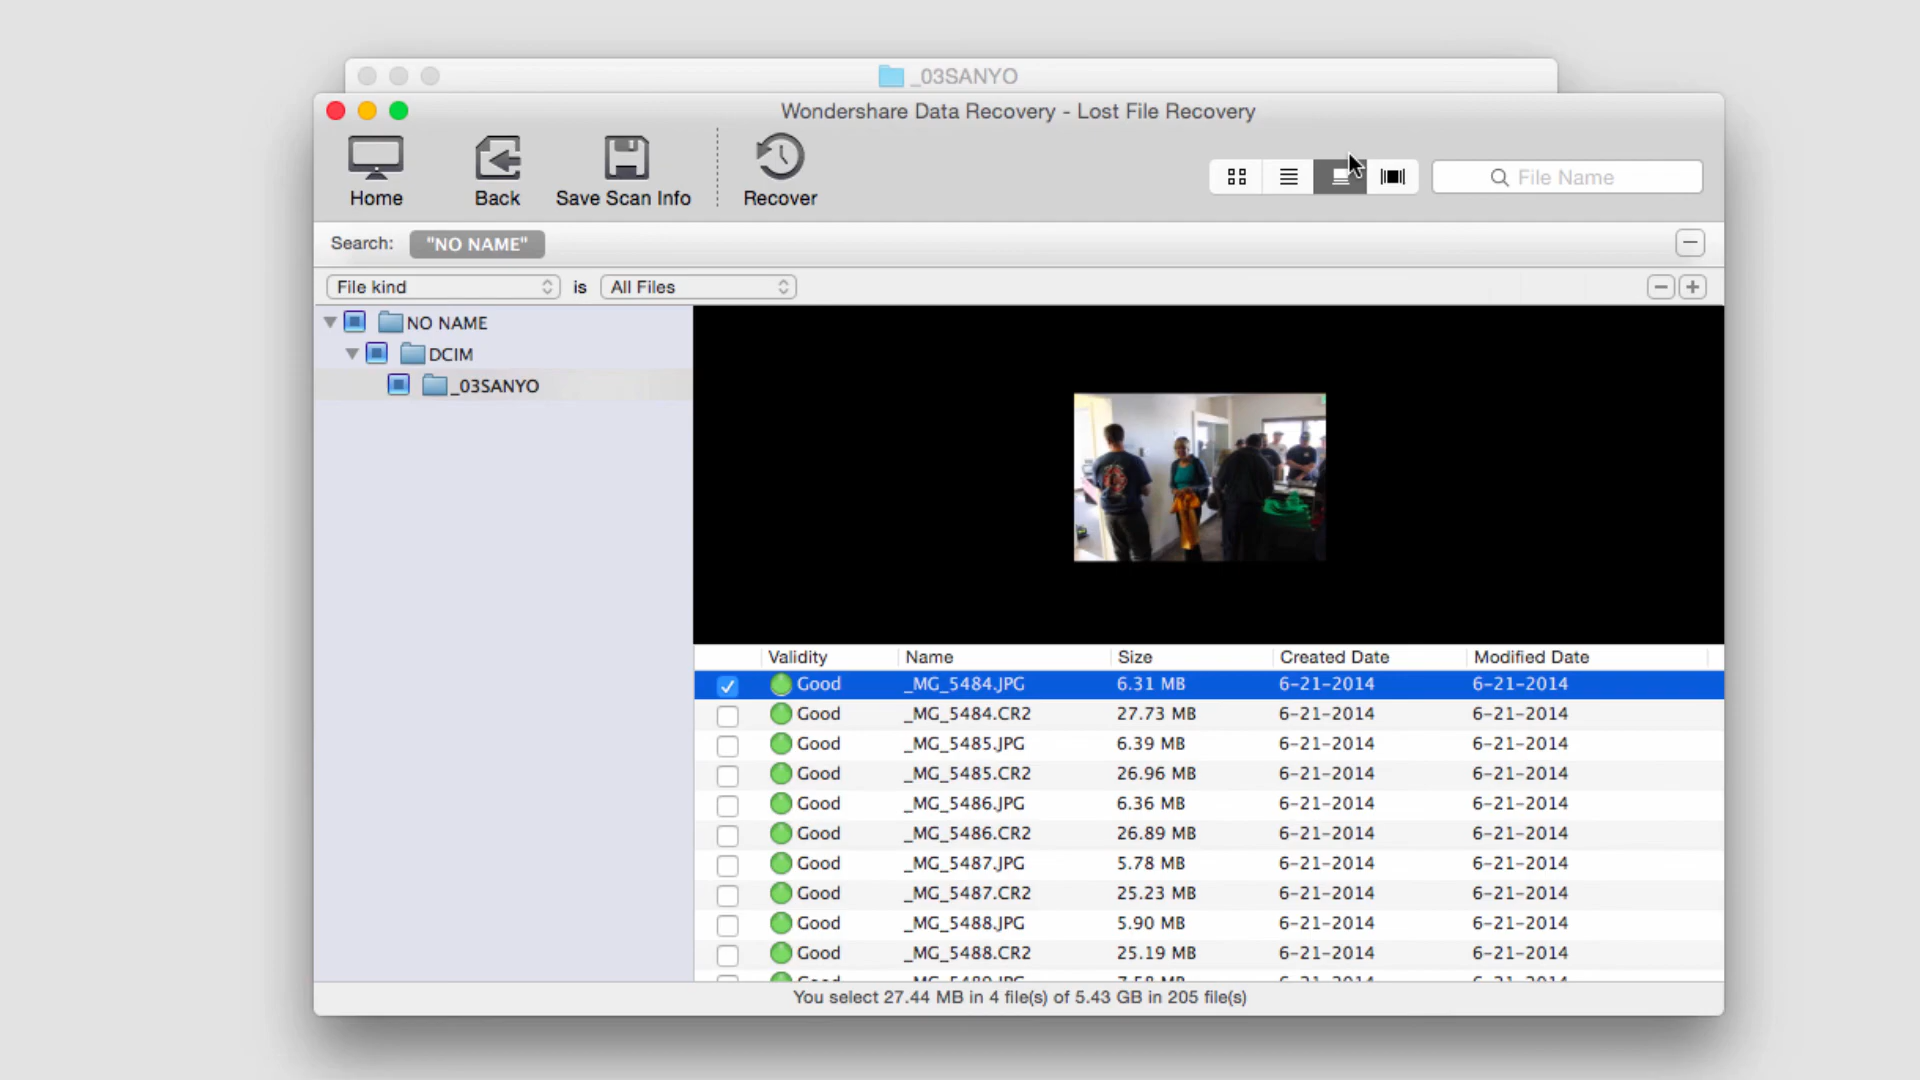 _03SANYO
Wondershare Data Recovery - Lost File Recovery
Home Back Save Scan Info Recover File Name
Search: "NO NAME"
File kind is All Files
NO NAME
DCIM
_03SANYO
Validity Name Size Created Date Modified Date
Good _MG_5484.JPG 6.31 MB 6-21-2014 6-21-2014
Good _MG_5484.CR2 27.73 MB 6-21-2014 6-21-2014
Good _MG_5485.JPG 6.39 MB 6-21-2014 6-21-2014
Good _MG_5485.CR2 26.96 MB 6-21-2014 6-21-2014
Good _MG_5486.JPG 6.36 MB 6-21-2014 6-21-2014
Good _MG_5486.CR2 26.89 MB 6-21-2014 6-21-2014
Good _MG_5487.JPG 5.78 MB 6-21-2014 6-21-2014
Good _MG_5487.CR2 25.23 MB 6-21-2014 6-21-2014
Good _MG_5488.JPG 5.90 MB 6-21-2014 6-21-2014
Good _MG_5488.CR2 25.19 MB 6-21-2014 6-21-2014
You select 27.44 MB in 4 file(s) of 5.43 GB in 205 file(s)